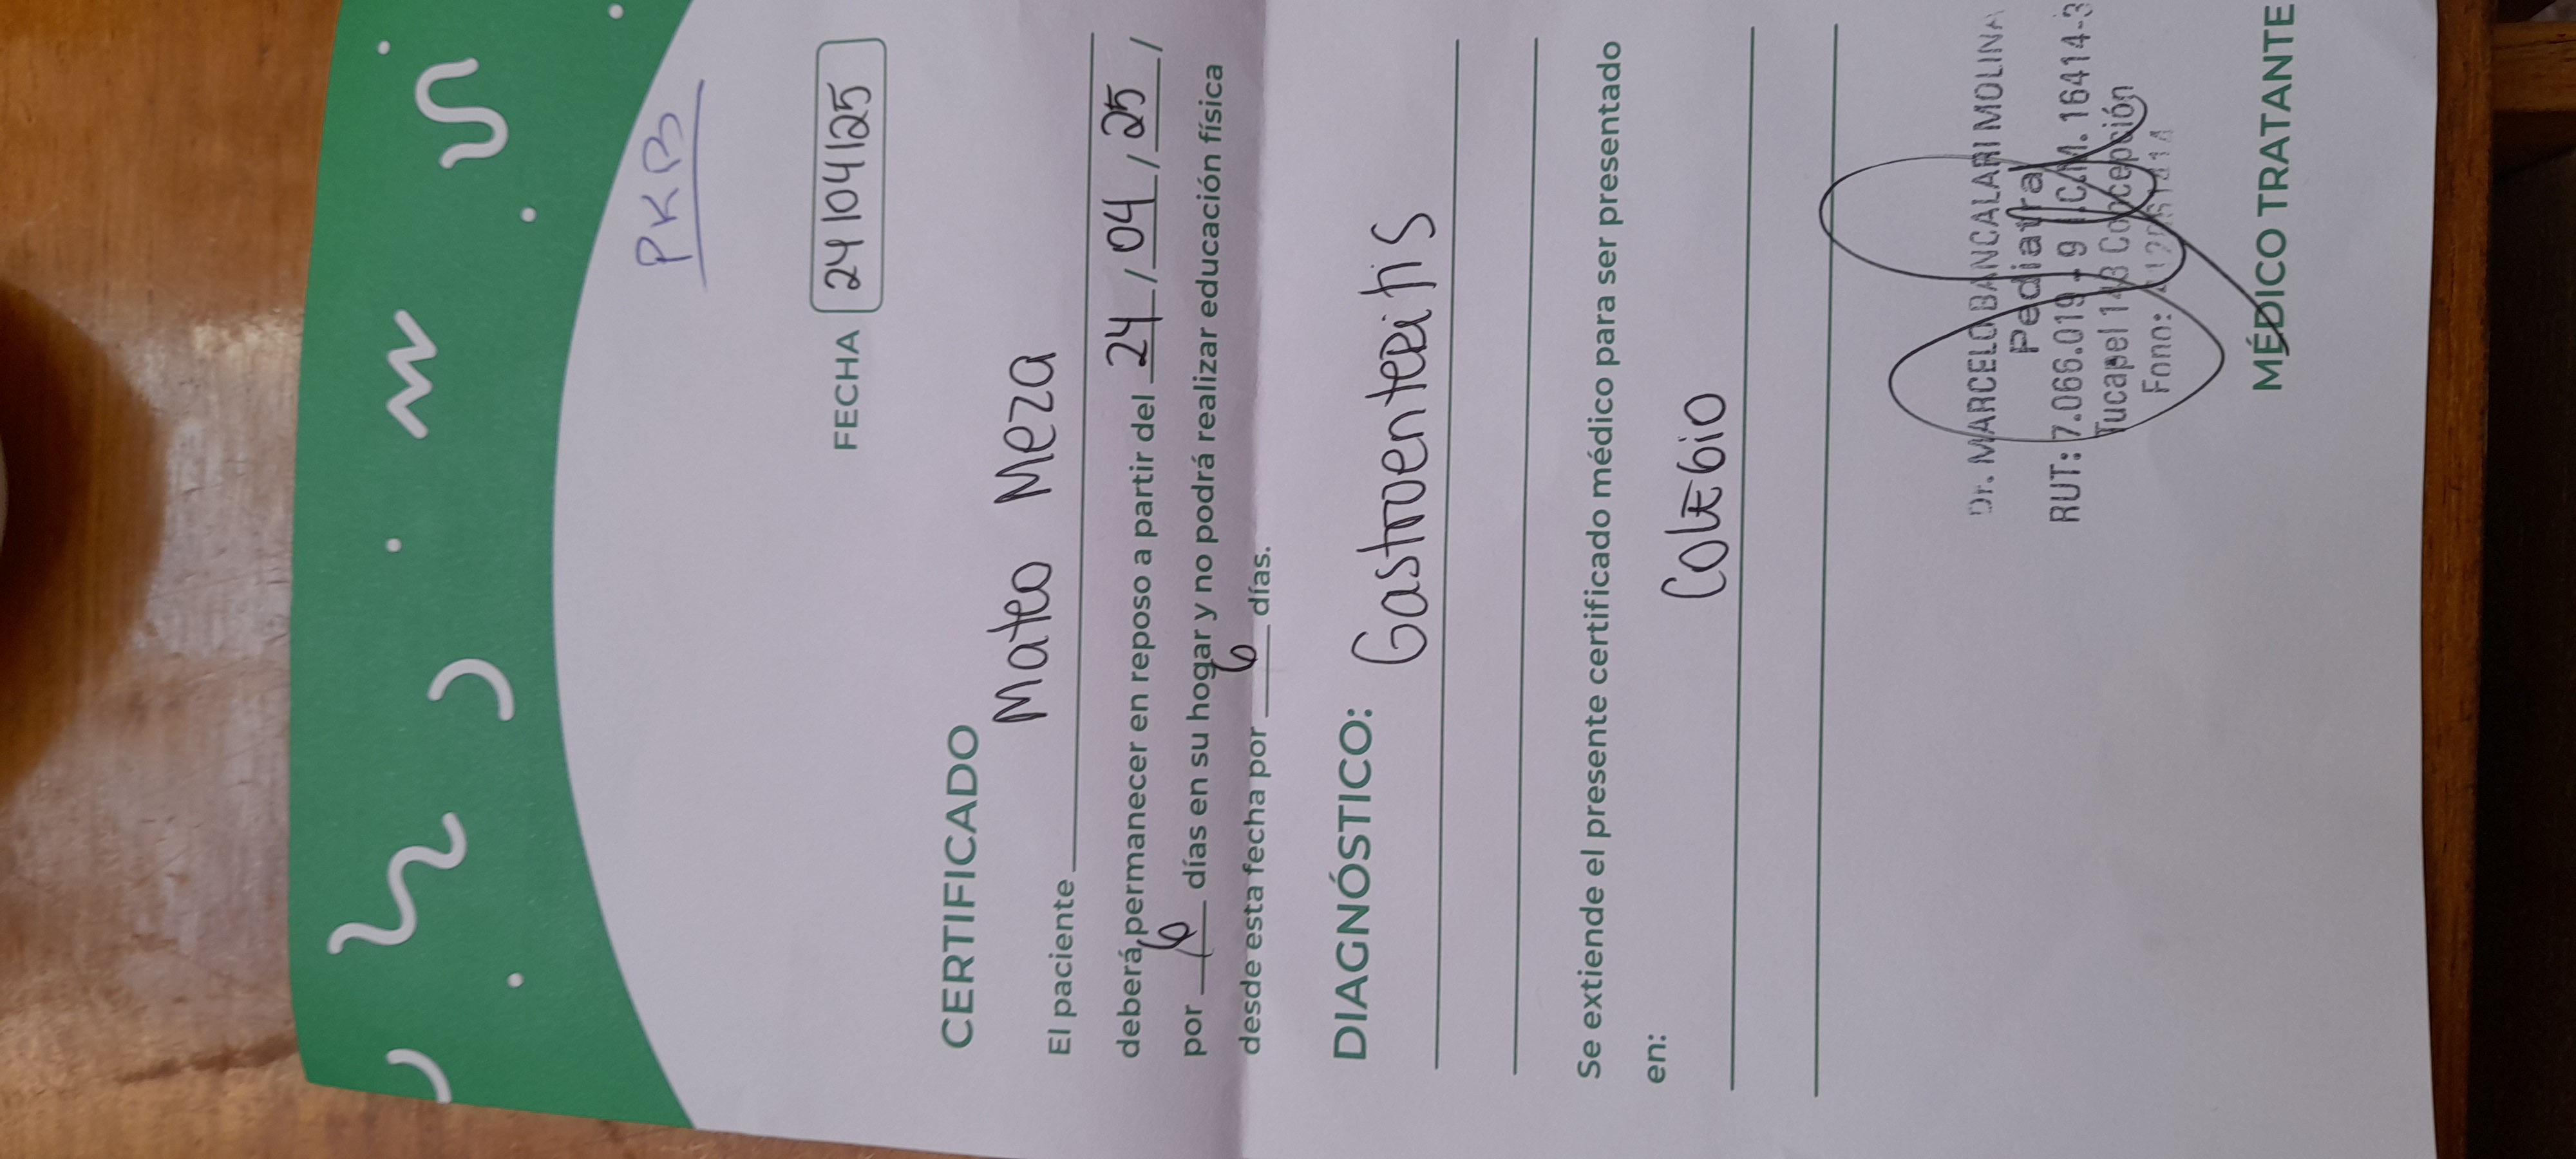 PKB
FECHA 24/04/25
CERTIFICADO
El paciente Mateo Meza
deberá permanecer en reposo a partir del 24/04/25/
por 6 días en su hogar y no podrá realizar educación física
desde esta fecha por 6 días.
DIAGNÓSTICO: Gastroenteritis
Se extiende el presente certificado médico para ser presentado
en: Colegio
Dr. MARCELO BANCALARI MOLINA
Pediatra
RUT: 7.066.019-9 I.C.M. 16414-3
Tucapel Concepción
Fono:
MÉDICO TRATANTE